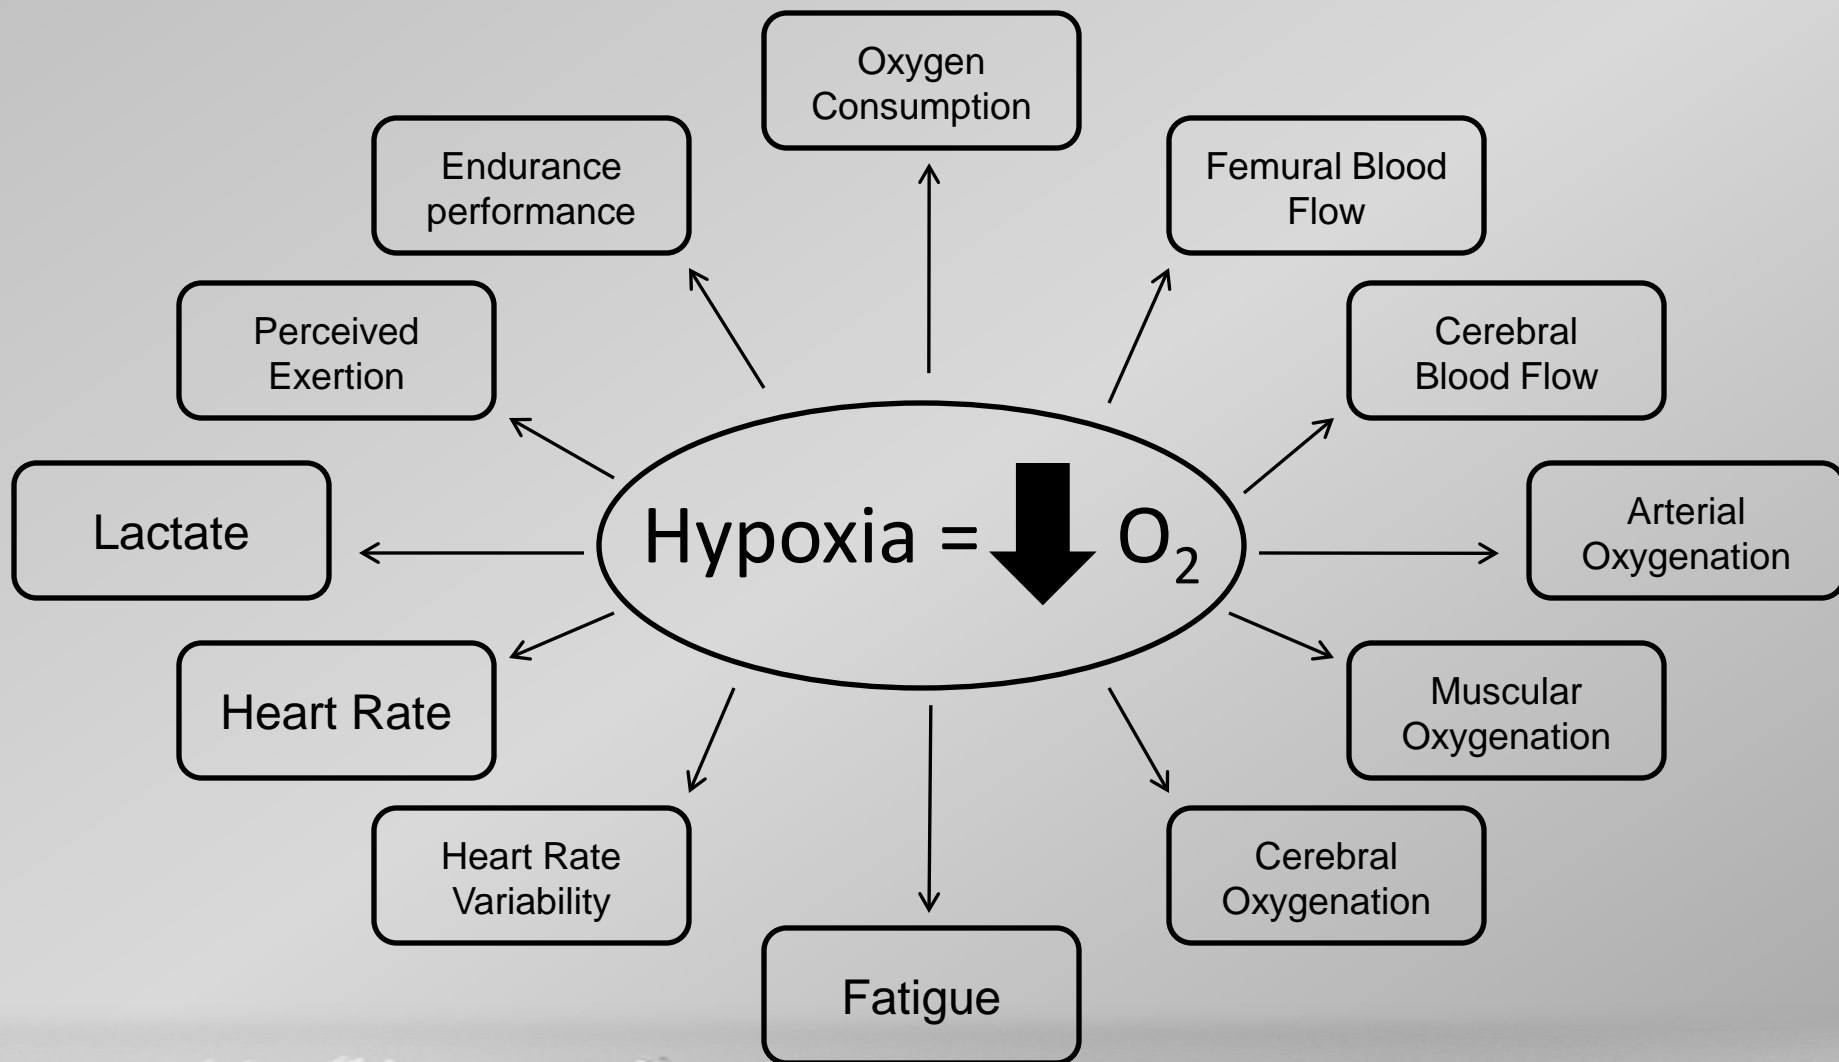 Oxygen
Consumption
Endurance
performance
Femural Blood
Flow
Perceived
Exertion
Cerebral
Blood Flow
Lactate
Hypoxia = O₂
Arterial
Oxygenation
Heart Rate
Muscular
Oxygenation
Heart Rate
Variability
Cerebral
Oxygenation
Fatigue